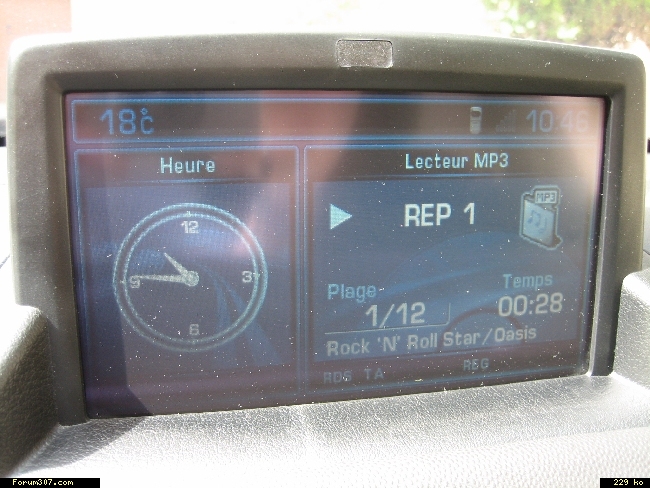 18°C 10:46
Heure
Lecteur MP3
12
9 3
6
REP 1
MP3
Plage
Temps
1/12
00:28
Rock 'N' Roll Star/Oasis
RDS TA REG
Forum307.com
229 ko